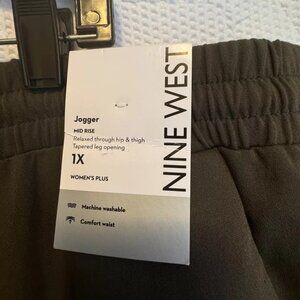 Jogger
MID RISE
Relaxed through hip & thigh
Tapered leg opening
1X
WOMEN'S PLUS
Machine washable
Comfort waist
NINE WEST